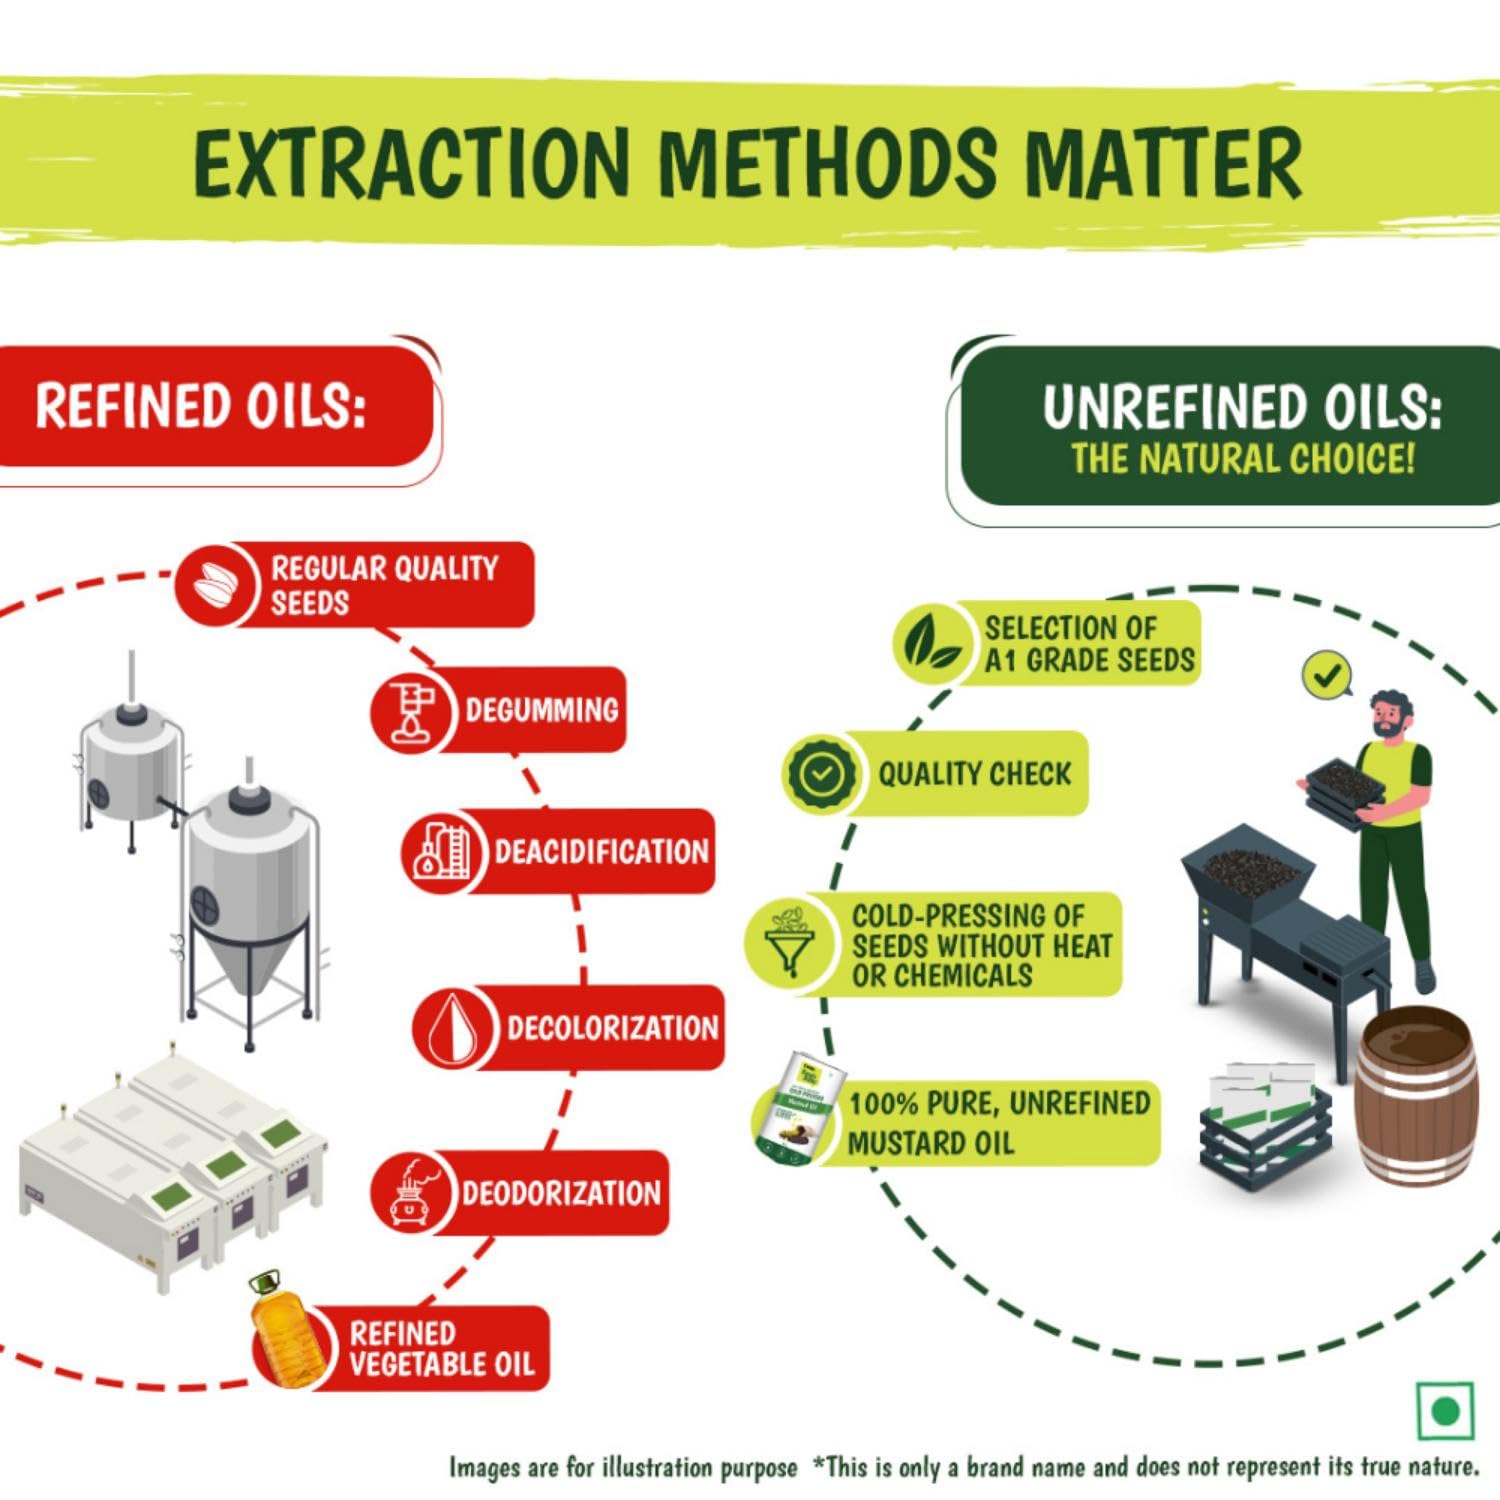 EXTRACTION METHODS MATTER
REFINED OILS:
REGULAR QUALITY
SEEDS
DEGUMMING
DEACIDIFICATION
DECOLORIZATION
DEODORIZATION
REFINED
VEGETABLE OIL
UNREFINED OILS:
THE NATURAL CHOICE!
SELECTION OF
A1 GRADE SEEDS
QUALITY CHECK
COLD-PRESSING OF
SEEDS WITHOUT HEAT
OR CHEMICALS
100% PURE, UNREFINED
MUSTARD OIL
Mustard Oil
Images are for illustration purpose *This is only a brand name and does not represent its true nature.